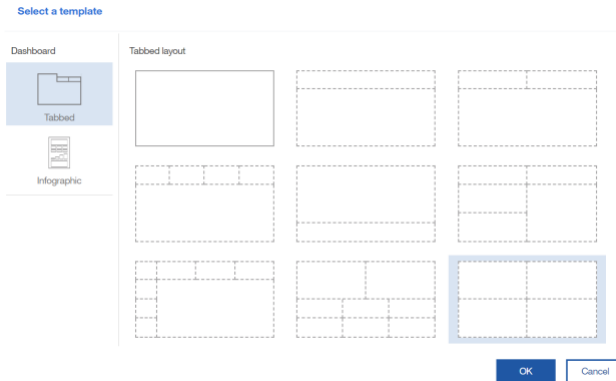 Select a template
Dashboard
Tabbed layout
Tabbed
Infographic
OK
Cancel